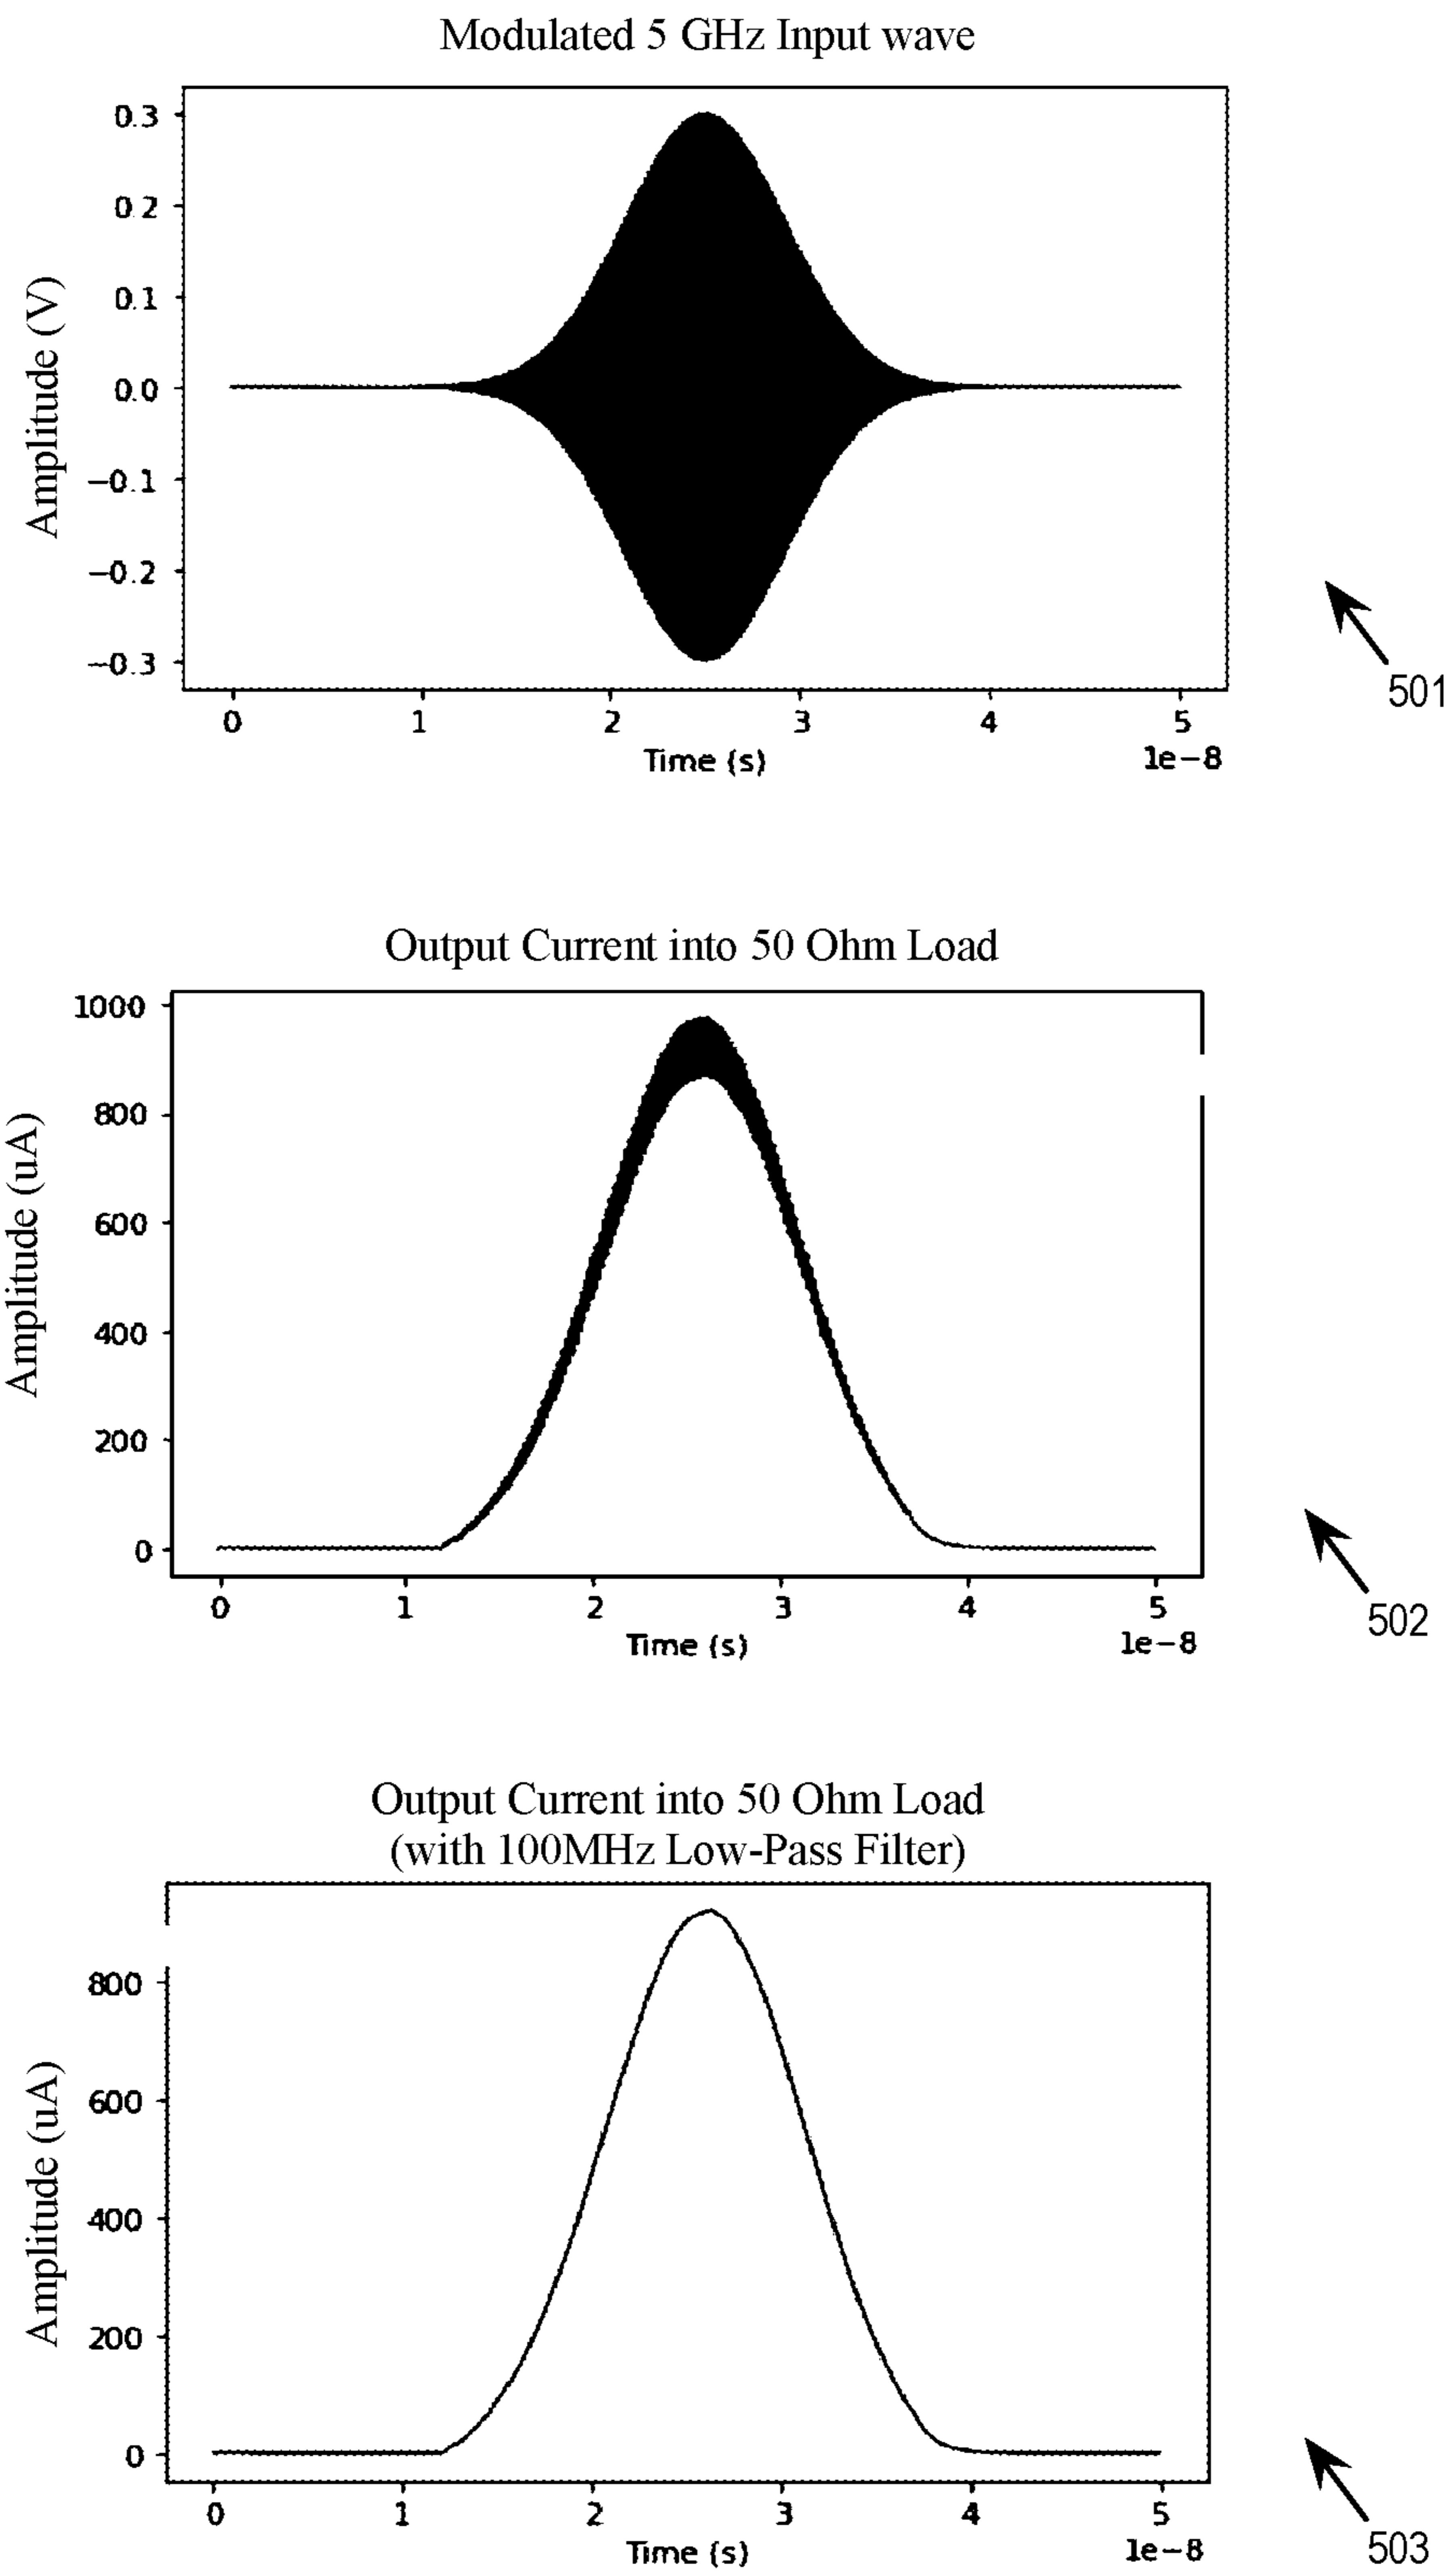 Modulated 5 GHz Input wave
Amplitude (V)
0.3
0.2
0.1
0.0
−0.1
−0.2
−0.3
0 1 2 3 4 5
Time (s)
1e−8
501
Output Current into 50 Ohm Load
Amplitude (uA)
1000
800
600
400
200
0
0 1 2 3 4 5
Time (s)
1e−8
502
Output Current into 50 Ohm Load
(with 100MHz Low-Pass Filter)
Amplitude (uA)
800
600
400
200
0
0 1 2 3 4 5
Time (s)
1e−8
503